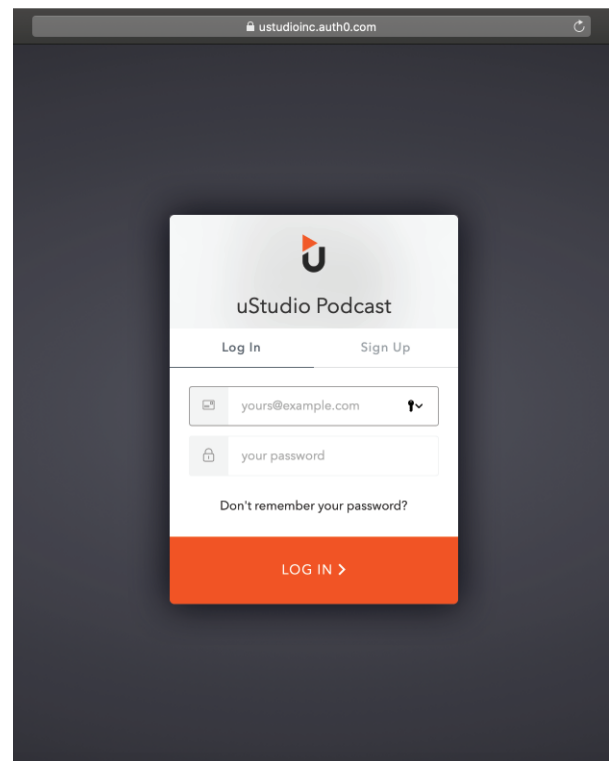 ustudioinc.auth0.com
uStudio Podcast
Log In Sign Up
yours@example.com
your password
Don't remember your password?
LOG IN >